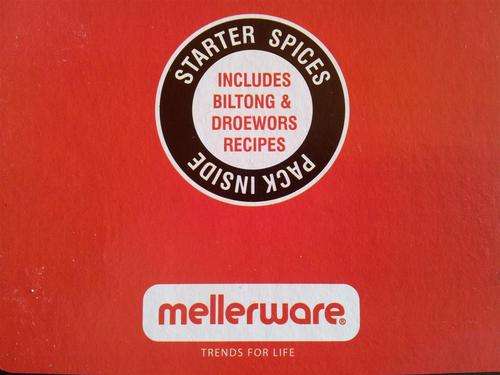 STARTER SPICES
INCLUDES
BILTONG &
DROEWORS
RECIPES
PACK INSIDE
mellerware®
TRENDS FOR LIFE